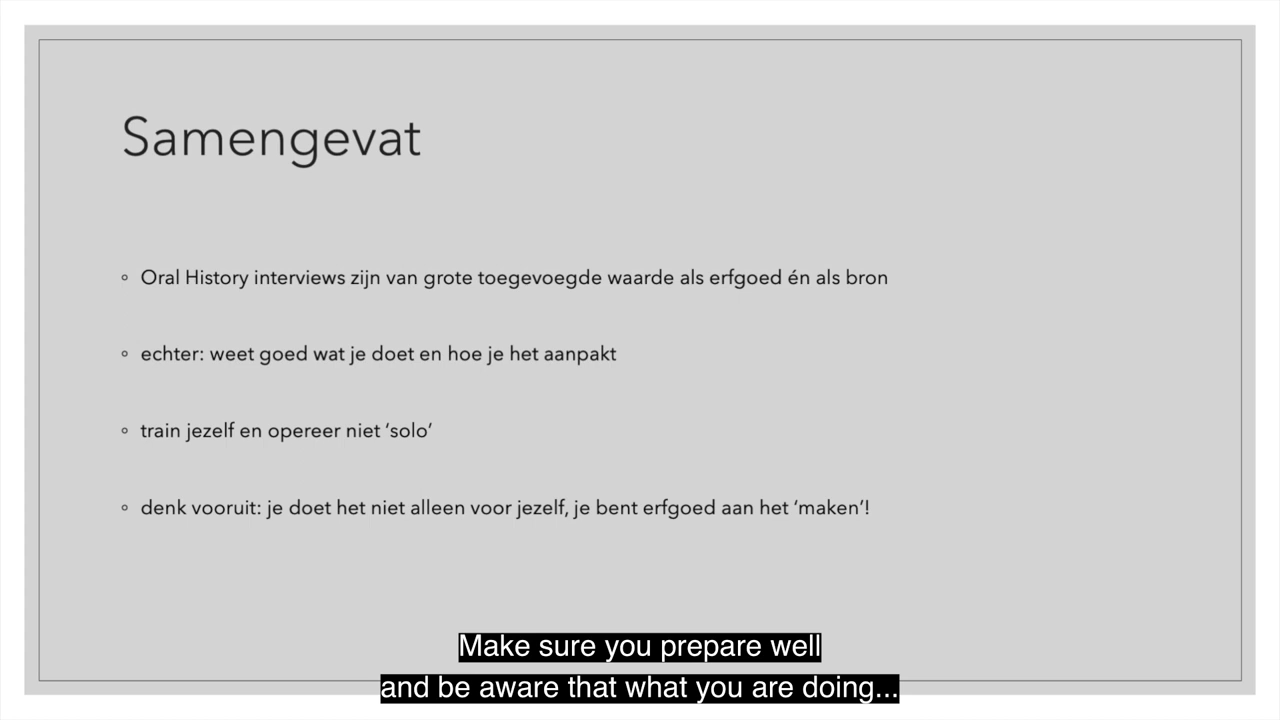 Samengevat
◦ Oral History interviews zijn van grote toegevoegde waarde als erfgoed én als bron
◦ echter: weet goed wat je doet en hoe je het aanpakt
◦ train jezelf en opereer niet ‘solo’
◦ denk vooruit: je doet het niet alleen voor jezelf, je bent erfgoed aan het ‘maken’!
Make sure you prepare well
and be aware that what you are doing...